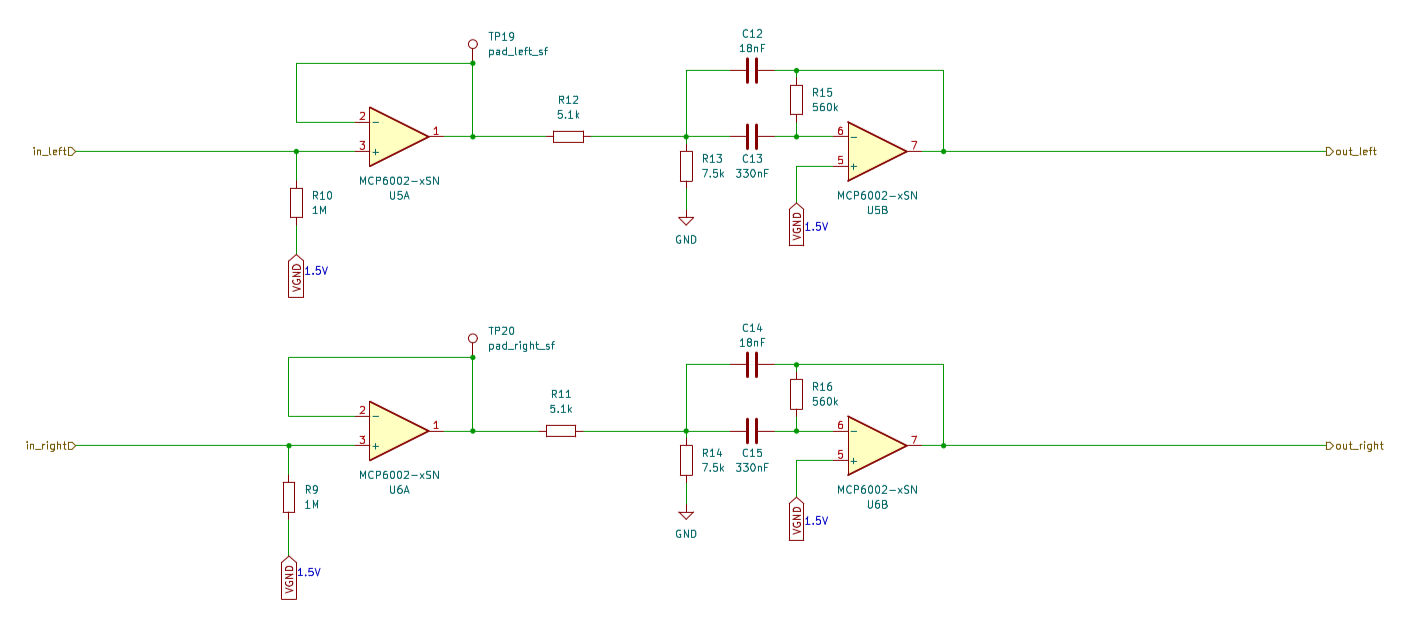 TP19
pad_left_sf
C12
18nF
R12
5.1k
R15
560k
2
−
1
3
+
in_left
MCP6002-xSN
U5A
R10
1M
VGND
1.5V
R13
7.5k
GND
C13
330nF
6
−
7
5
+
out_left
MCP6002-xSN
U5B
VGND
1.5V
TP20
pad_right_sf
C14
18nF
R11
5.1k
R16
560k
2
−
1
3
+
in_right
MCP6002-xSN
U6A
R9
1M
VGND
1.5V
R14
7.5k
GND
C15
330nF
6
−
7
5
+
out_right
MCP6002-xSN
U6B
VGND
1.5V